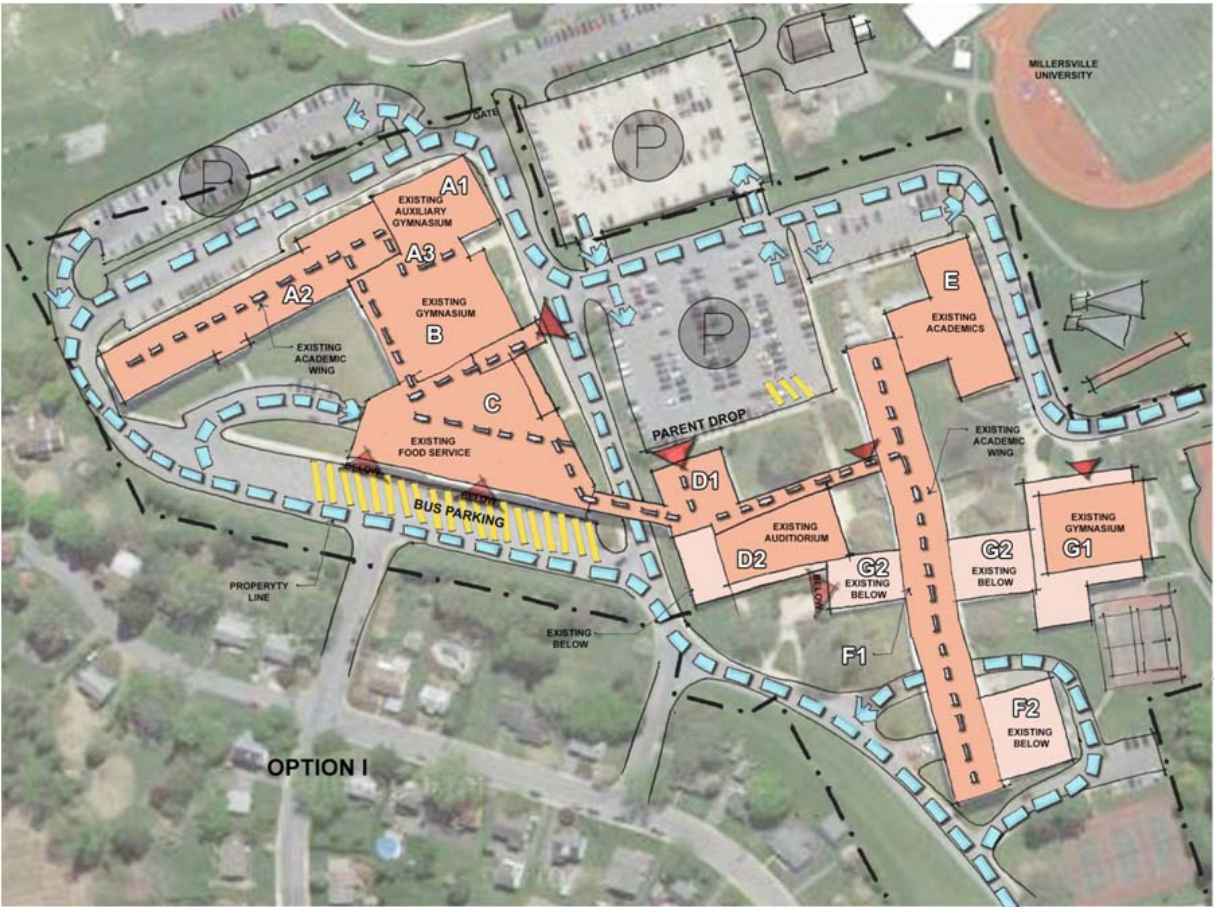 MILLERSVILLE
UNIVERSITY
GATE
P
P
A1
EXISTING
AUXILIARY
GYMNASIUM
A3
A2
EXISTING
GYMNASIUM
B
E
EXISTING
ACADEMICS
P
EXISTING
ACADEMIC
WING
C
PARENT DROP
EXISTING
FOOD SERVICE
EXISTING
ACADEMIC
WING
BELOW
BELOW
BUS PARKING
D1
EXISTING
AUDITIORIUM
D2
EXISTING
GYMNASIUM
G1
G2
EXISTING
BELOW
G2
EXISTING
BELOW
BELOW
PROPERYTY
LINE
EXISTING
BELOW
F1
F2
EXISTING
BELOW
OPTION I